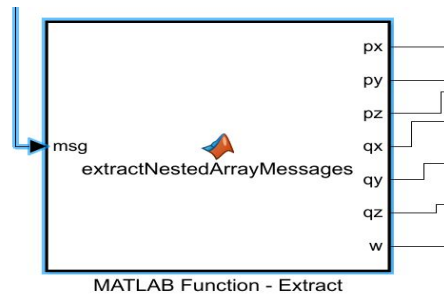 px
py
pz
msg
qx
extractNestedArrayMessages
qy
qz
w
MATLAB Function - Extract